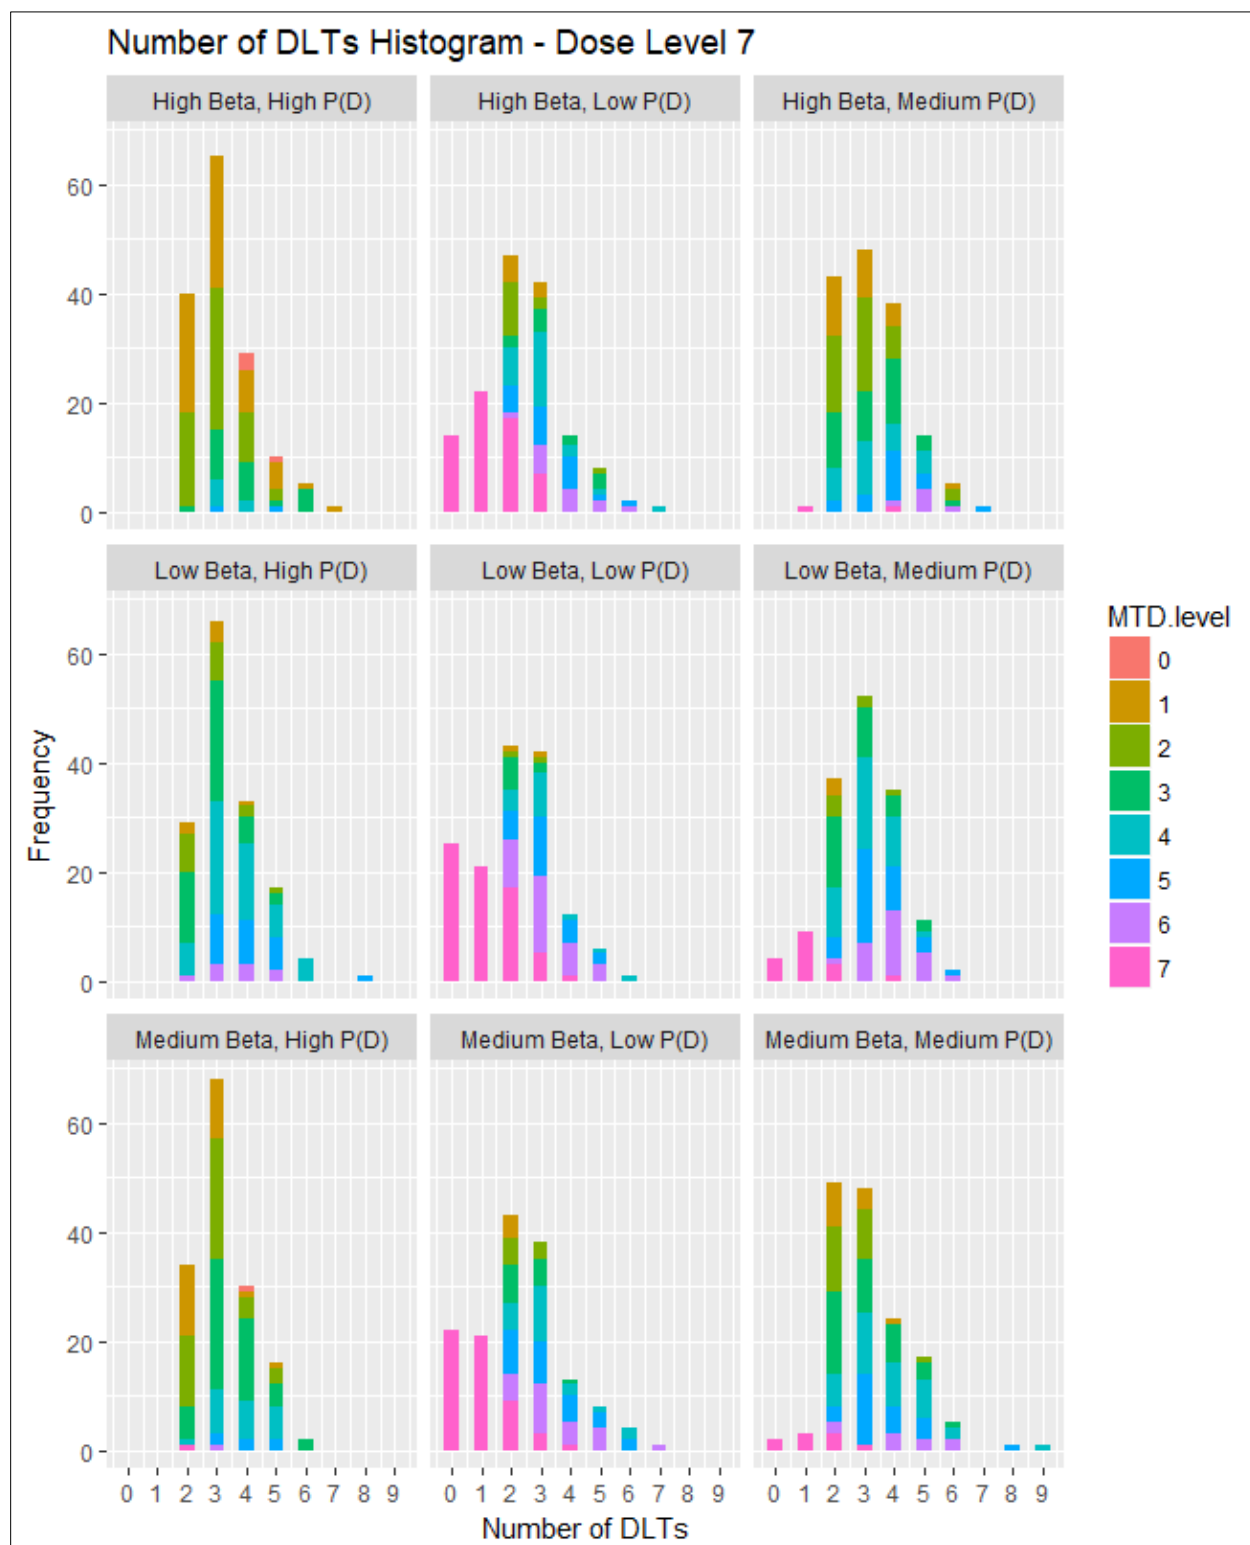 Number of DLTs Histogram - Dose Level 7
High Beta, High P(D)
High Beta, Low P(D)
High Beta, Medium P(D)
60
40
20
0
Low Beta, High P(D)
Low Beta, Low P(D)
Low Beta, Medium P(D)
60
40
20
0
Frequency
Medium Beta, High P(D)
Medium Beta, Low P(D)
Medium Beta, Medium P(D)
60
40
20
0
0 1 2 3 4 5 6 7 8 9
0 1 2 3 4 5 6 7 8 9
0 1 2 3 4 5 6 7 8 9
Number of DLTs
MTD.level
0
1
2
3
4
5
6
7